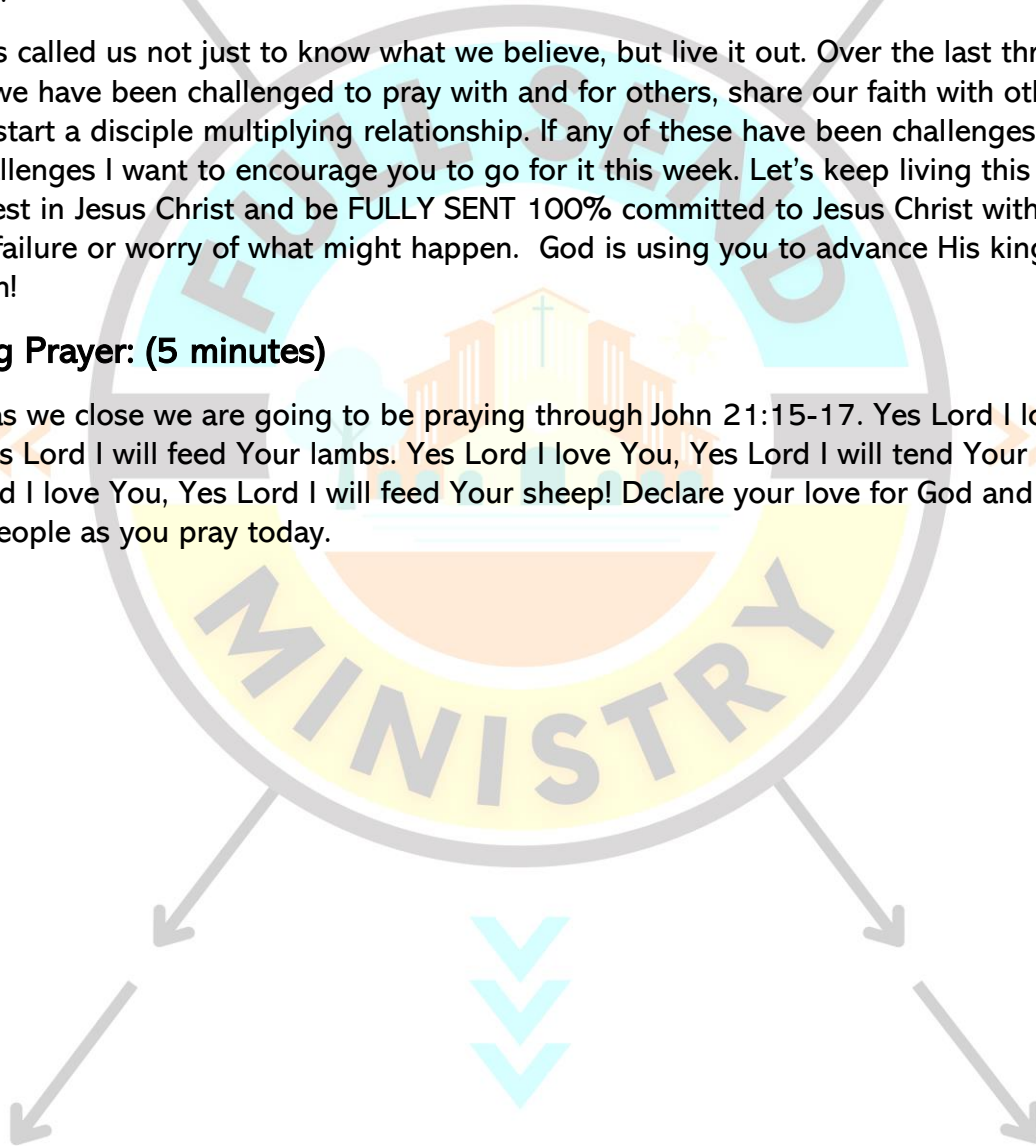 s called us not just to know what we believe, but live it out. Over the last thr
we have been challenged to pray with and for others, share our faith with oth
start a disciple multiplying relationship. If any of these have been challenges
llenges I want to encourage you to go for it this week. Let's keep living this
est in Jesus Christ and be FULLY SENT 100% committed to Jesus Christ with
failure or worry of what might happen.  God is using you to advance His king
n!
g Prayer: (5 minutes)
as we close we are going to be praying through John 21:15-17. Yes Lord I lo
s Lord I will feed Your lambs. Yes Lord I love You, Yes Lord I will tend Your
d I love You, Yes Lord I will feed Your sheep! Declare your love for God and
eople as you pray today.
FULL SEND
MINISTRY